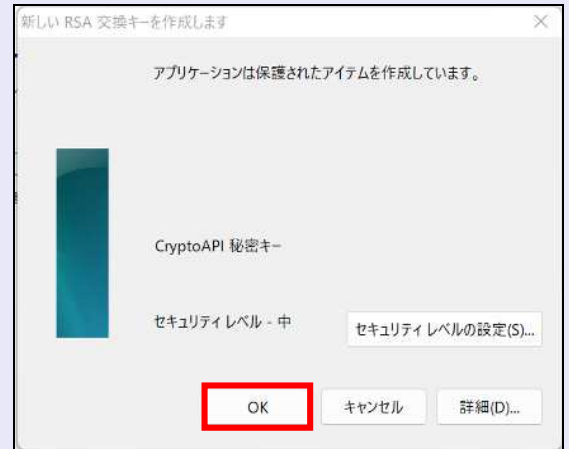 新しい RSA 交換キーを作成します
アプリケーションは保護されたアイテムを作成しています。
CryptoAPI 秘密キー
セキュリティ レベル - 中
セキュリティ レベルの設定(S)...
OK
キャンセル
詳細(D)...